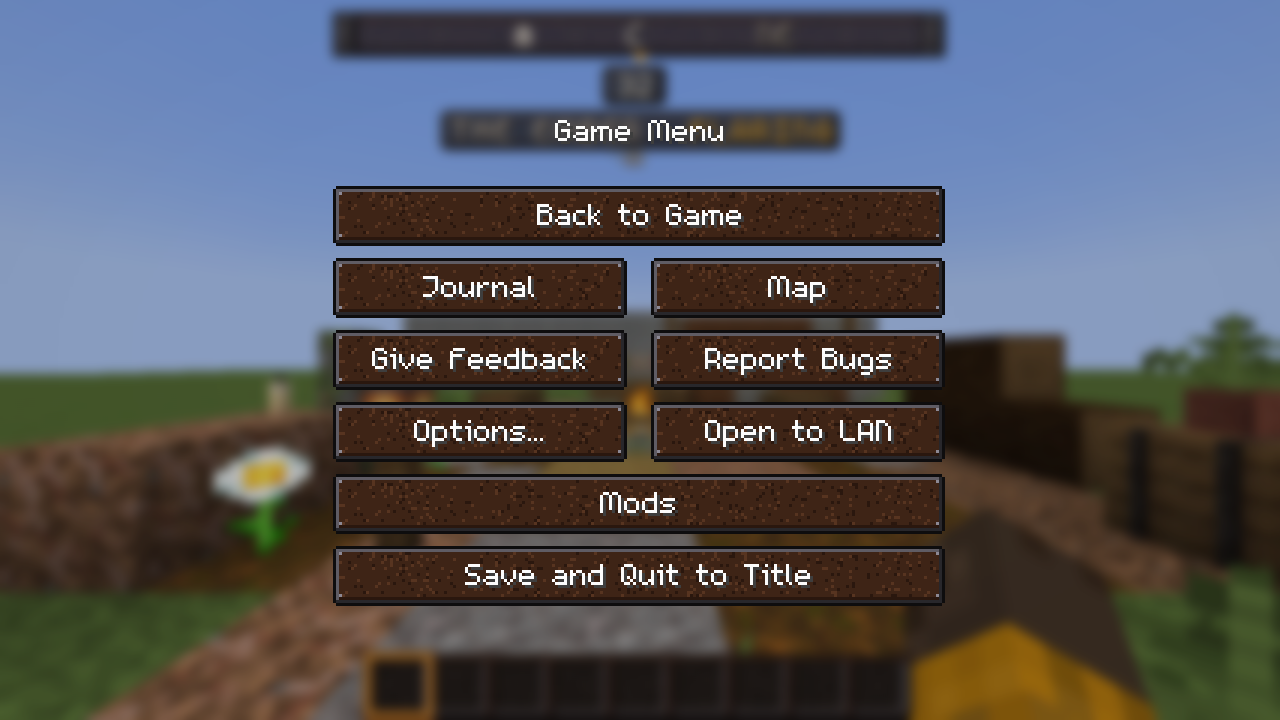 Game Menu
Back to Game
Journal
Map
Give Feedback
Report Bugs
Options...
Open to LAN
Mods
Save and Quit to Title